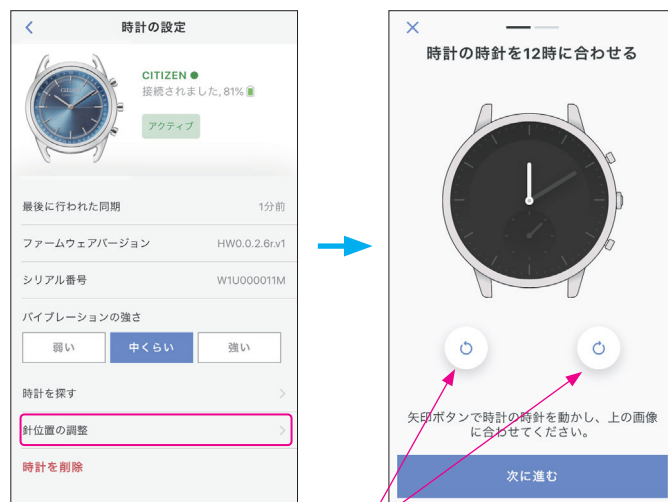 時計の設定
CITIZEN
接続されました, 81%
アクティブ
最後に行われた同期 1分前
ファームウェアバージョン HW0.0.2.6r.v1
シリアル番号 W1U000011M
バイブレーションの強さ
弱い 中くらい 強い
時計を探す
針位置の調整
時計を削除
時計の時針を12時に合わせる
矢印ボタンで時計の時針を動かし、上の画像
に合わせてください。
次に進む